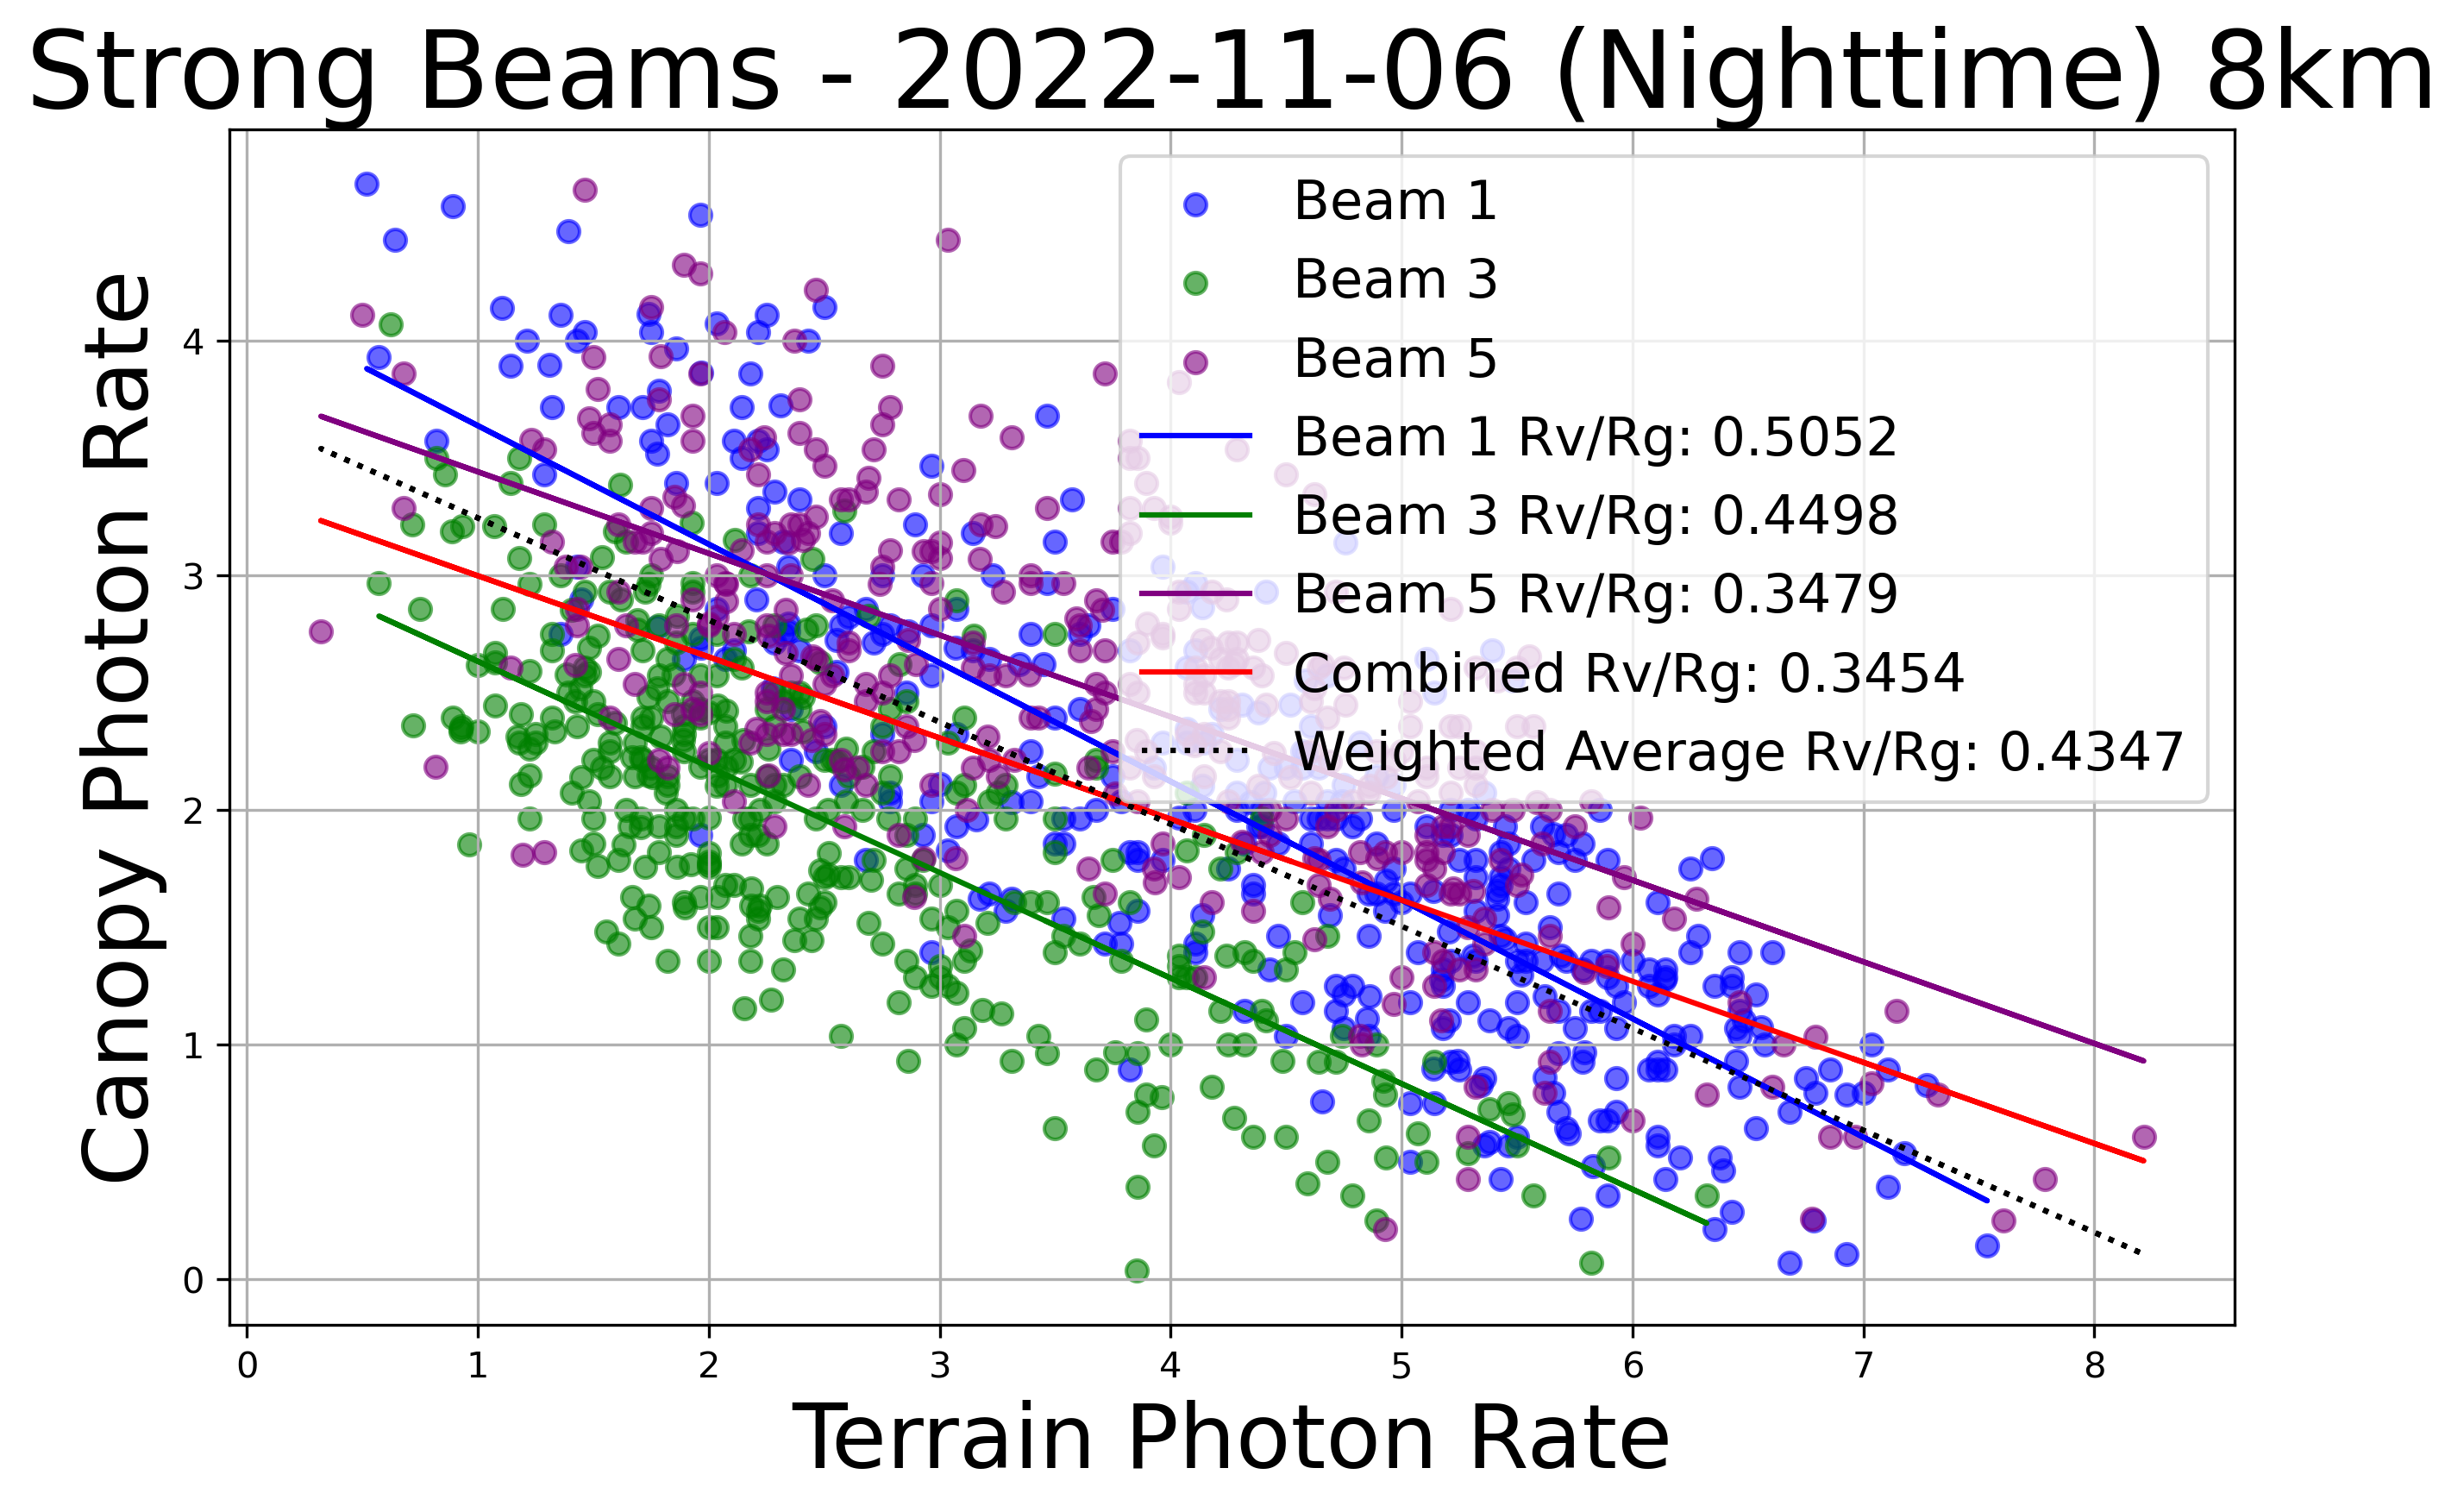 Strong Beams - 2022-11-06 (Nighttime) 8km
Canopy Photon Rate
4
3
2
1
0
Beam 1
Beam 3
Beam 5
Beam 1 Rv/Rg: 0.5052
Beam 3 Rv/Rg: 0.4498
Beam 5 Rv/Rg: 0.3479
Combined Rv/Rg: 0.3454
Weighted Average Rv/Rg: 0.4347
0 1 2 3 4 5 6 7 8
Terrain Photon Rate